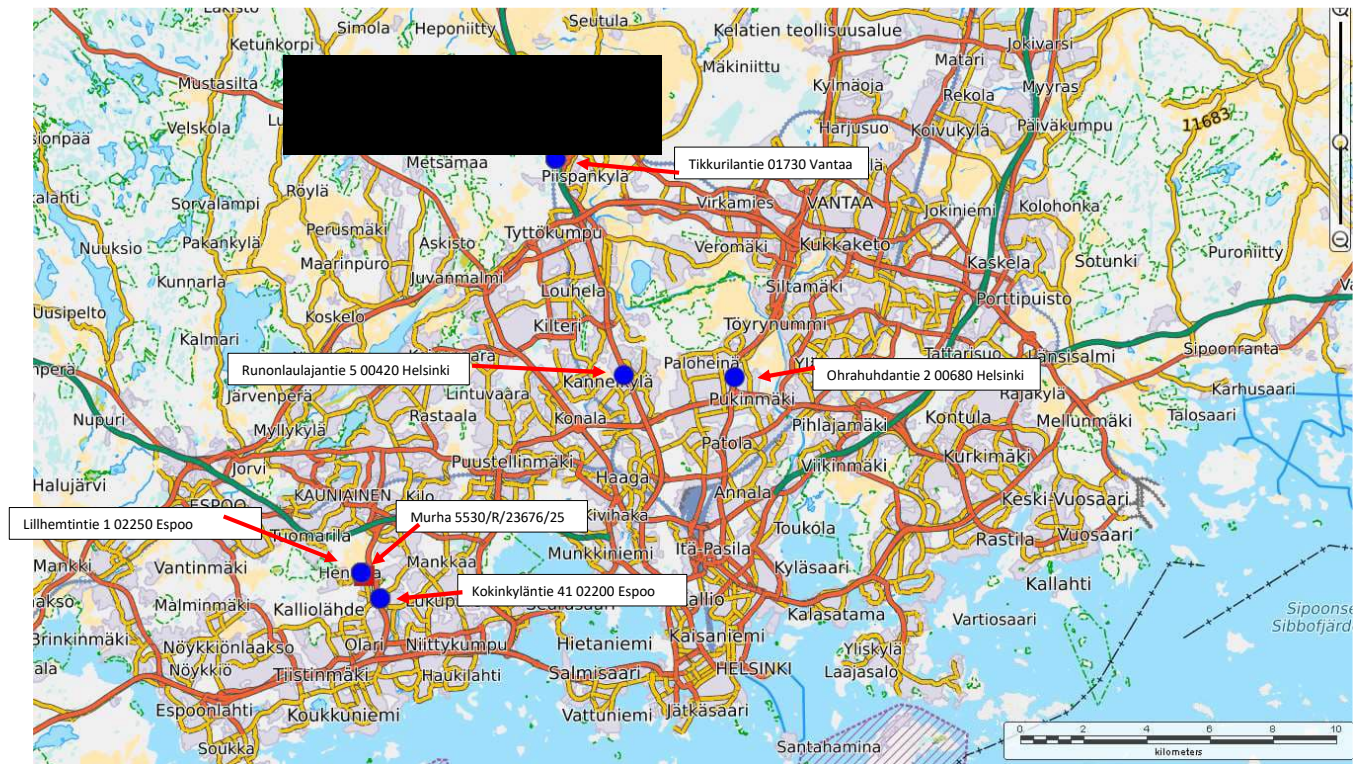 Lakisto
Simola
Heponiitty
Seutula
Kelatien teollisuusalue
Jokivarsi
Ketunkorpi
Makiniittu
Matari
Mustasilta
Kylmäoja
Myyras
Rekola
11683
Velskola
Harjusuo
Koivukylä
Päiväkumpu
Metsämaa
Tikkurilantie 01730 Vantaa
Piispankylä
Röylä
Sorvalampi
Virkamies
VANTAA
Jokiniemi
Kolohonka
Perusmäki
Tyttökumpu
Nuuksio
Pakankylä
Askisto
Veromäki
Kukkaketo
Puroniitty
Maarinpuro
Kaskela
Sotunki
Kunnarla
Juvanmalmi
Louhela
Siltamäki
Porttipuisto
Uusipelto
Koskelo
Kilteri
Töyrynummi
Kalmari
Tattarisuo
Länsisalmi
Sipoonranta
Runonlaulajantie 5 00420 Helsinki
Paloheinä
Ohrahuhdantie 2 00680 Helsinki
Kannelkylä
Karhusaari
Järvenperä
Lintuvaara
Pukinmäki
Rajakylä
Nupuri
Rastaala
Konala
Kontula
Mellunmäki
Talosaari
Myllykylä
Patola
Pihlajamäki
Jorvi
Puustellinmäki
Viikinmäki
Kurkimäki
Halujärvi
Haaga
KAUNIAINEN
Kilo
Annala
Keski-Vuosaari
ESPOO
Lillhemtintie 1 02250 Espoo
Murha 5530/R/23676/25
Kivihaka
Toukola
Tuomarila
Munkkiniemi
Itä-Pasila
Rastila
Vuosaari
Mankki
Vantinmäki
Mankkaa
Kyläsaari
Kallahti
Kokinkyläntie 41 02200 Espoo
Malminmäki
Kalliolähde
Kallio
Kalasatama
Vartiosaari
Sipoonse
Sibbofjärde
Brinkinmäki
Nöykkiönlaakso
Olari
Niittykumpu
Hietaniemi
Kaisaniemi
Yliskylä
Nöykkiö
Tiistinmäki
Haukilahti
Salmisaari
HELSINKI
Laajasalo
Espoonlahti
Koukkuniemi
Vattuniemi
Jätkäsaari
Soukka
Santahamina
0 2 4 6 8 10
kilometers